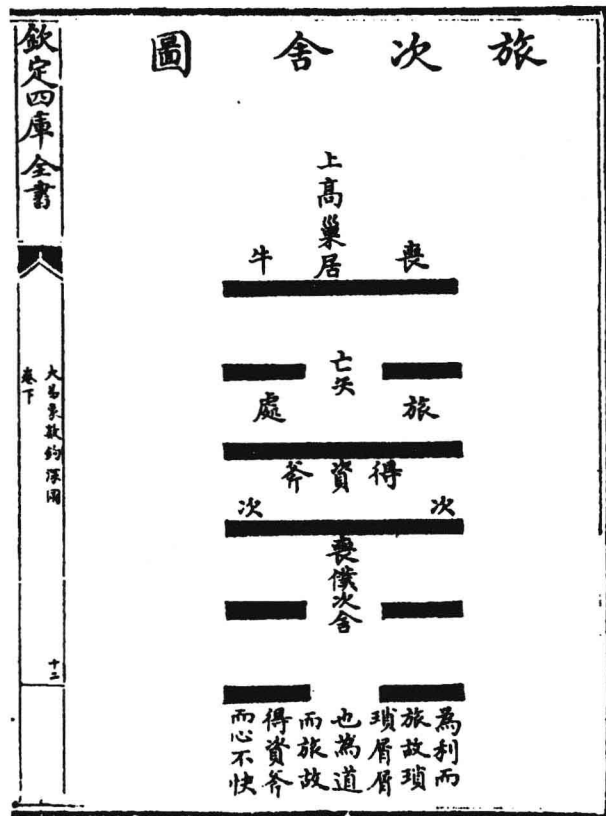 旅次舍圖
上高巢居
喪牛
亡矢
旅處
得資斧
次次
喪僕次舍
為利而
旅故瑣
瑣屑屑
也為道
而旅故
得資斧
而心不快
欽定四庫全書
大易象數鈎深圖
卷下
十二